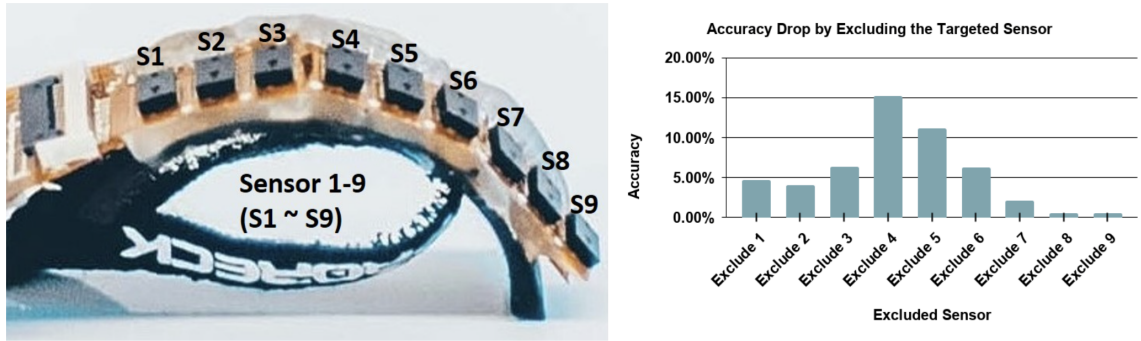 S1
S2
S3
S4
S5
S6
S7
S8
S9
Sensor 1-9
(S1 ~ S9)
Accuracy Drop by Excluding the Targeted Sensor
Accuracy
20.00%
15.00%
10.00%
5.00%
0.00%
Exclude 1
Exclude 2
Exclude 3
Exclude 4
Exclude 5
Exclude 6
Exclude 7
Exclude 8
Exclude 9
Excluded Sensor